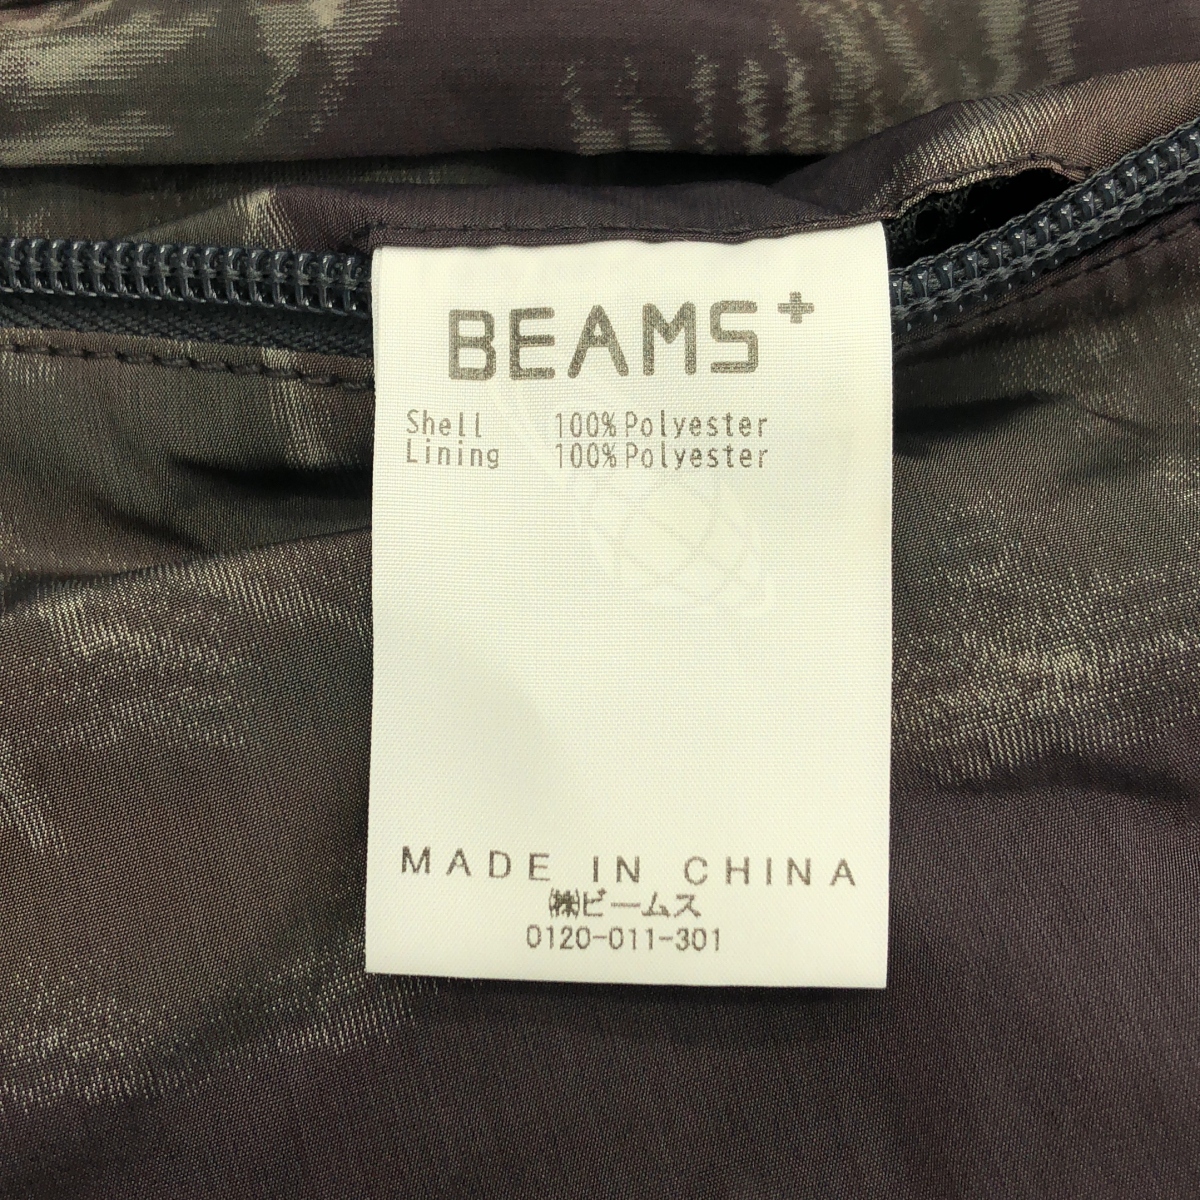 BEAMS+
Shell 100%Polyester
Lining 100%Polyester
MADE IN CHINA
㈱ビームス
0120-011-301